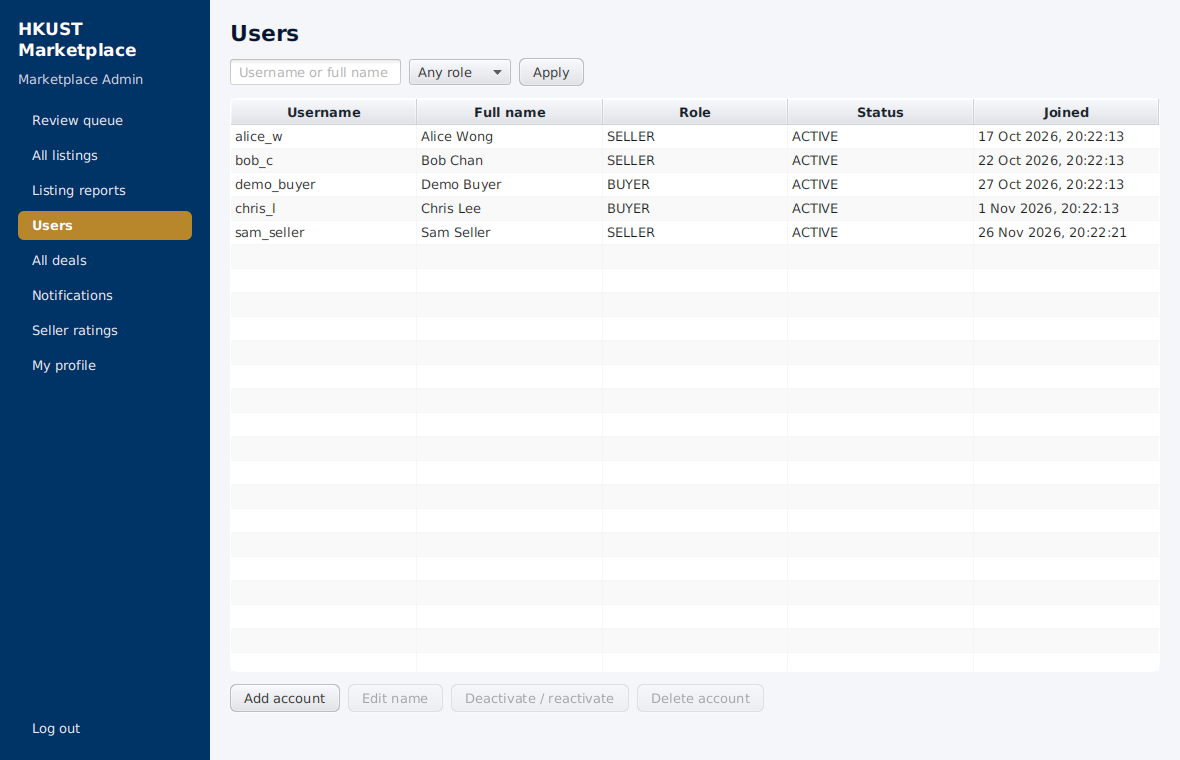 HKUST
Marketplace
Marketplace Admin
Review queue
All listings
Listing reports
Users
All deals
Notifications
Seller ratings
My profile
Log out
Users
Username or full name Any role Apply
Username Full name Role Status Joined
alice_w Alice Wong SELLER ACTIVE 17 Oct 2026, 20:22:13
bob_c Bob Chan SELLER ACTIVE 22 Oct 2026, 20:22:13
demo_buyer Demo Buyer BUYER ACTIVE 27 Oct 2026, 20:22:13
chris_l Chris Lee BUYER ACTIVE 1 Nov 2026, 20:22:13
sam_seller Sam Seller SELLER ACTIVE 26 Nov 2026, 20:22:21
Add account Edit name Deactivate / reactivate Delete account